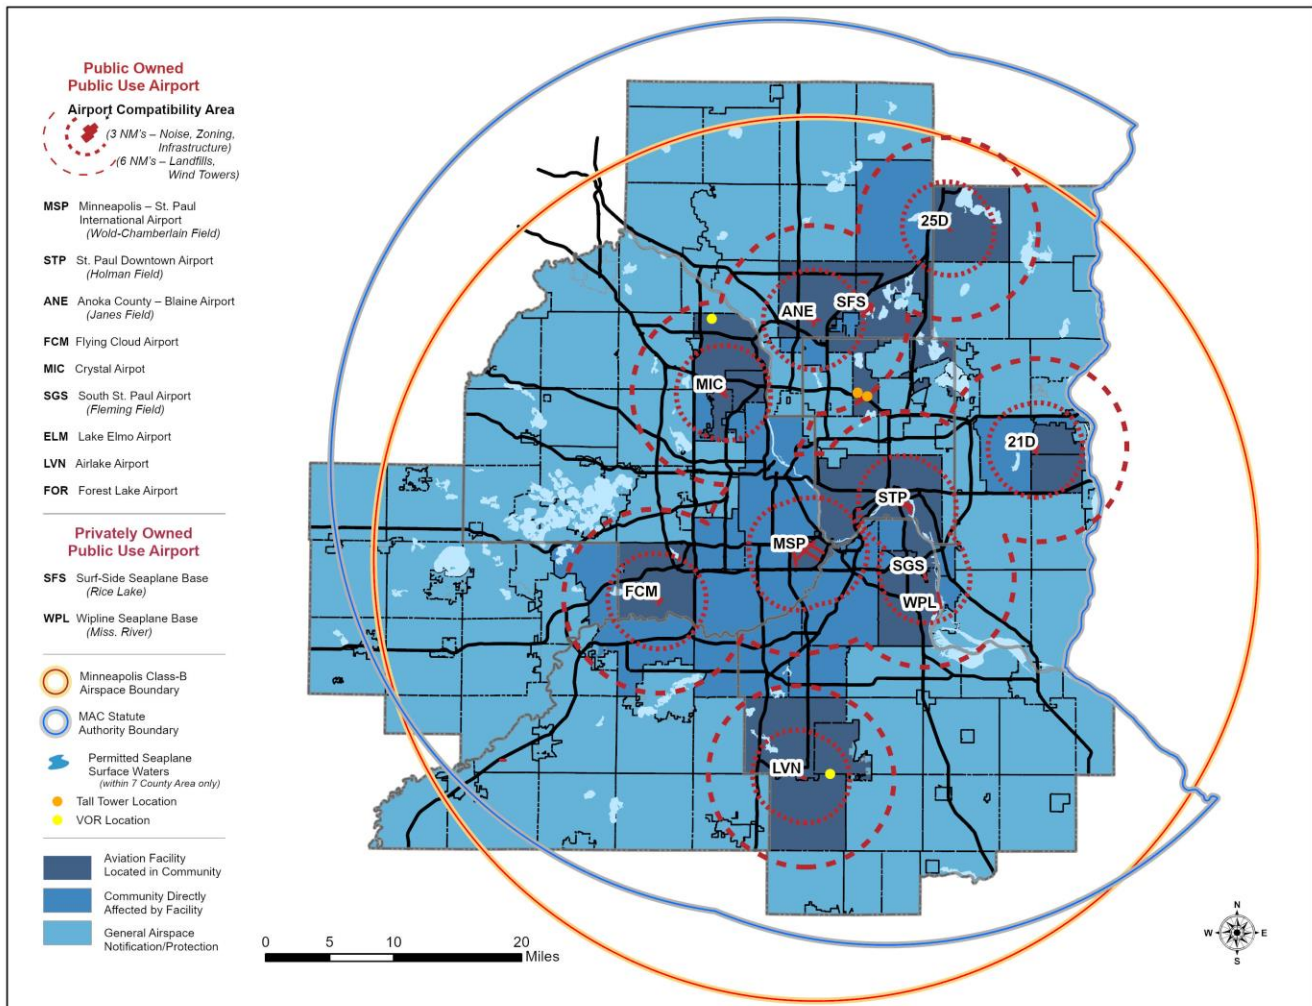 Public Owned
Public Use Airport
Airport Compatibility Area
(3 NM's – Noise, Zoning,
Infrastructure)
(6 NM's – Landfills,
Wind Towers)
MSP Minneapolis – St. Paul
International Airport
(Wold-Chamberlain Field)
STP St. Paul Downtown Airport
(Holman Field)
ANE Anoka County – Blaine Airport
(Janes Field)
FCM Flying Cloud Airport
MIC Crystal Airpot
SGS South St. Paul Airport
(Fleming Field)
ELM Lake Elmo Airport
LVN Airlake Airport
FOR Forest Lake Airport
Privately Owned
Public Use Airport
SFS Surf-Side Seaplane Base
(Rice Lake)
WPL Wipline Seaplane Base
(Miss. River)
Minneapolis Class-B
Airspace Boundary
MAC Statute
Authority Boundary
Permitted Seaplane
Surface Waters
(within 7 County Area only)
Tall Tower Location
VOR Location
Aviation Facility
Located in Community
Community Directly
Affected by Facility
General Airspace
Notification/Protection
25D
ANE
SFS
MIC
21D
STP
MSP
SGS
FCM
WPL
LVN
0 5 10 20
Miles
N
W E
S